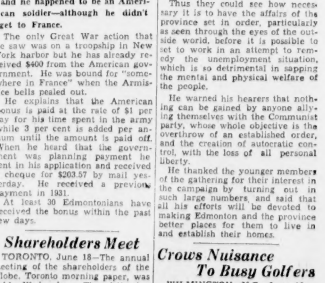 and he happened to be an Ameri-
can soldier—although he didn't
get to France.
The only Great War action that
he saw was on a troopship in New
York harbor but he has already re-
ceived $400 from the American gov-
ernment. He was bound for "some-
where in France" when the Armis-
tice bells pealed out.
He explains that the American
bonus is paid at the rate of $1 per
day for his time spent in the army
while 3 per cent is added per an-
num until the amount is paid off.
When he heard that the govern-
ment was planning payment he
sent in his application and received
a cheque for $203.57 by mail yes-
terday. He received a previous
payment in 1931.
At least 30 Edmontonians have
received the bonus within the past
few days.
Shareholders Meet
TORONTO, June 18—The annual
meeting of the shareholders of the
Globe, Toronto morning paper, was
Thus they could see how neces-
sary it is to have the affairs of the
province set in order, particularly
as seen through the eyes of the out-
side world, before it is possible to
set to work in an attempt to rem-
edy the unemployment situation,
which is so detrimental in sapping
the mental and physical welfare of
the people.
He warned his hearers that noth-
ing can be gained by anyone ally-
ing themselves with the Communist
party, whose whole objective is the
overthrow of an established order,
and the creation of autocratic con-
trol, with the loss of all personal
liberty.
He thanked the younger members
of the gathering for their interest in
the campaign by turning out in
such large numbers, and said that
all his efforts will be devoted to
making Edmonton and the province
better places for them to live in
and establish their homes.
Crows Nuisance
To Busy Golfers